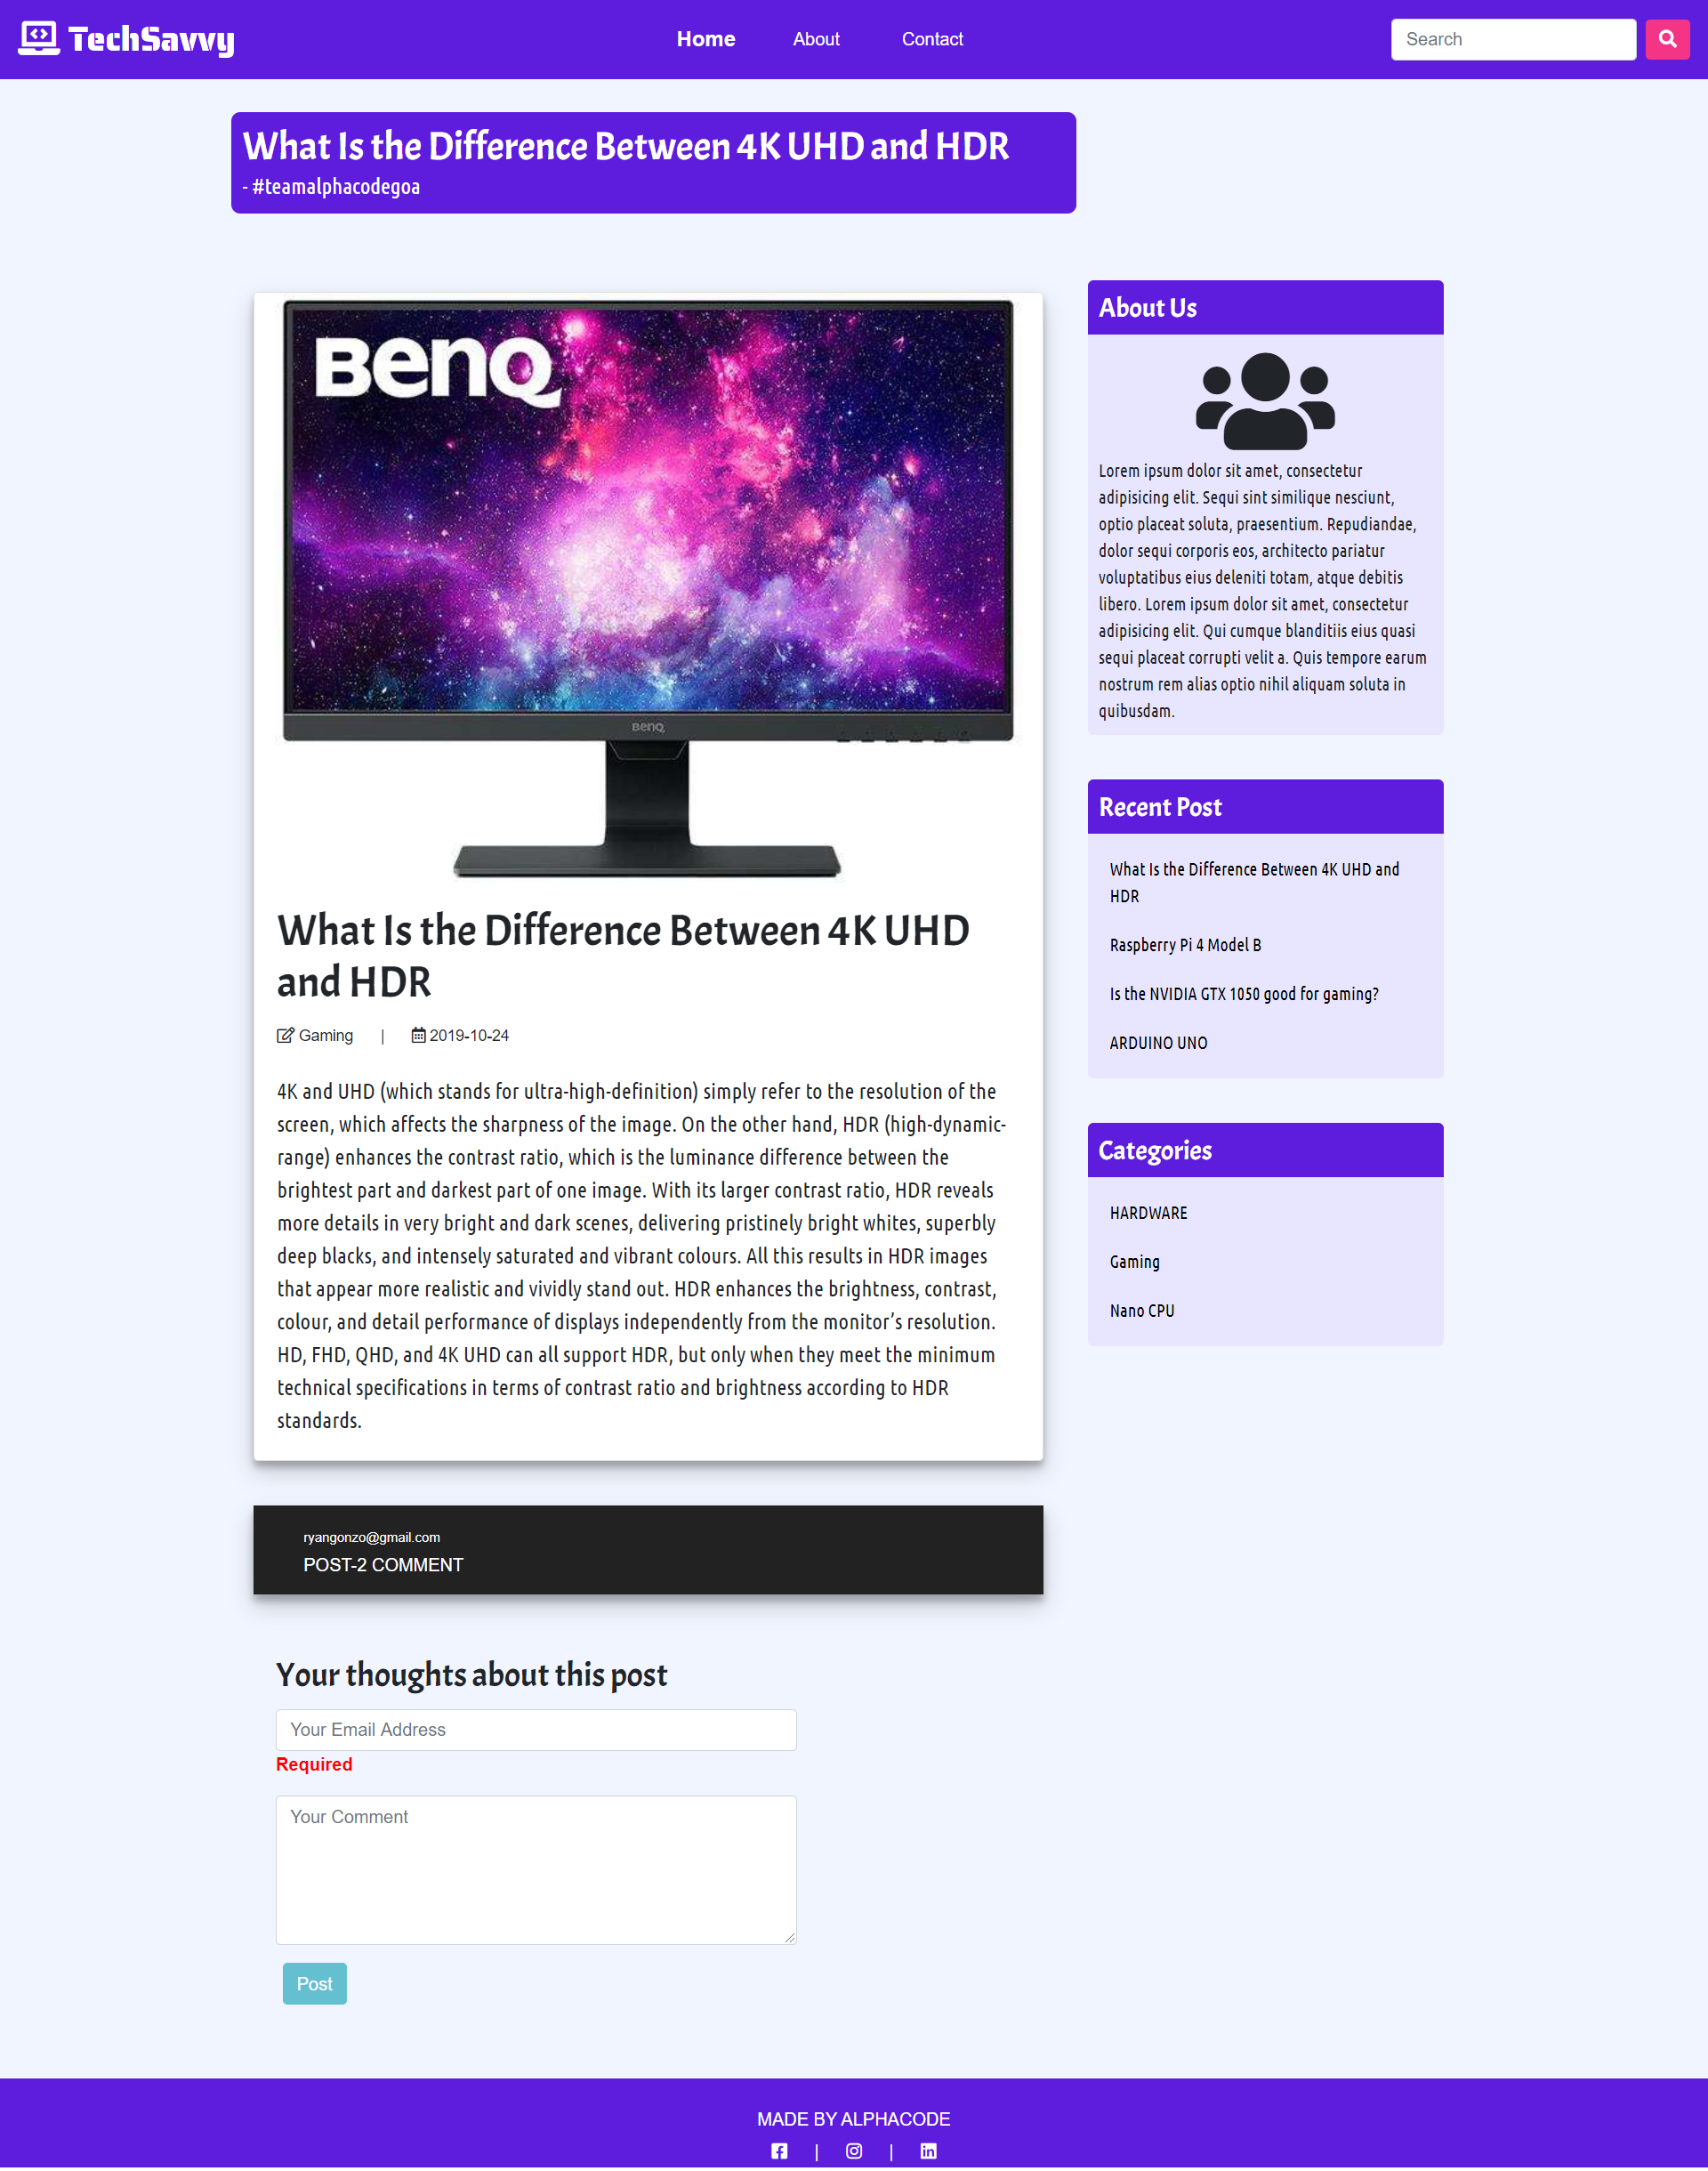 TechSavvy
Home
About
Contact
Search
What Is the Difference Between 4K UHD and HDR
- #teamalphacodegoa
BenQ
BenQ
What Is the Difference Between 4K UHD
and HDR
Gaming | 2019-10-24
4K and UHD (which stands for ultra-high-definition) simply refer to the resolution of the
screen, which affects the sharpness of the image. On the other hand, HDR (high-dynamic-
range) enhances the contrast ratio, which is the luminance difference between the
brightest part and darkest part of one image. With its larger contrast ratio, HDR reveals
more details in very bright and dark scenes, delivering pristinely bright whites, superbly
deep blacks, and intensely saturated and vibrant colours. All this results in HDR images
that appear more realistic and vividly stand out. HDR enhances the brightness, contrast,
colour, and detail performance of displays independently from the monitor’s resolution.
HD, FHD, QHD, and 4K UHD can all support HDR, but only when they meet the minimum
technical specifications in terms of contrast ratio and brightness according to HDR
standards.
ryangonzo@gmail.com
POST-2 COMMENT
Your thoughts about this post
Your Email Address
Required
Your Comment
Post
About Us
Lorem ipsum dolor sit amet, consectetur
adipisicing elit. Sequi sint similique nesciunt,
optio placeat soluta, praesentium. Repudiandae,
dolor sequi corporis eos, architecto pariatur
voluptatibus eius deleniti totam, atque debitis
libero. Lorem ipsum dolor sit amet, consectetur
adipisicing elit. Qui cumque blanditiis eius quasi
sequi placeat corrupti velit a. Quis tempore earum
nostrum rem alias optio nihil aliquam soluta in
quibusdam.
Recent Post
What Is the Difference Between 4K UHD and
HDR
Raspberry Pi 4 Model B
Is the NVIDIA GTX 1050 good for gaming?
ARDUINO UNO
Categories
HARDWARE
Gaming
Nano CPU
MADE BY ALPHACODE
| |